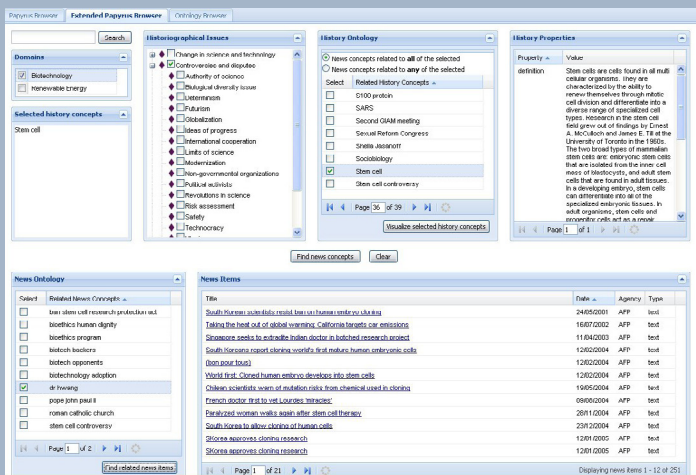 Papyrus Browser
Extended Papyrus Browser
Ontology Browser
Search
Domains
Biotechnology
Renewable Energy
Selected history concepts
Stem cell
Historiographical Issues
Change in science and technology
Controversies and disputes
Authority of science
Biological diversity issue
Determinism
Futurism
Globalization
Ideas of progress
International cooperation
Limits of science
Modernization
Non-governmental organizations
Political activists
Revolutions in science
Risk assessment
Safety
Technocracy
History Ontology
News concepts related to all of the selected
News concepts related to any of the selected
Select Related History Concepts
S100 protein
SARS
Second GIAM meeting
Sexual Reform Congress
Sheila Jasanoff
Sociobiology
Stem cell
Stem cell controversy
Page 36 of 39
Visualize selected history concepts
History Properties
Property Value
definition Stem cells are cells found in all multi
cellular organisms. They are
characterized by the ability to
renew themselves through mitotic
cell division and differentiate into a
diverse range of specialized cell
types. Research in the stem cell
field grew out of findings by Ernest
A. McCulloch and James E. Till at the
University of Toronto in the 1960s.
The two broad types of mammalian
stem cells are: embryonic stem cells
that are isolated from the inner cell
mass of blastocysts, and adult stem
cells that are found in adult tissues.
In a developing embryo, stem cells
can differentiate into all of the
specialized embryonic tissues. In
adult organisms, stem cells and
progenitor cells act as a repair
Page 1 of 1
Find news concepts
Clear
News Ontology
Select Related News Concepts
ban stem cell research protection act
bioethics human dignity
bioethics program
biotech backers
biotech opponents
biotechnology adoption
dr hwang
pope john paul ii
roman catholic church
stem cell controversy
Page 1 of 2
Find related news items
News Items
Title Date Agency Type
South Korean scientists resist ban on human embryo cloning 24/05/2001 AFP text
Taking the heat out of global warming; California targets car emissions 16/07/2002 AFP text
Singapore seeks to extradite Indian doctor in botched research project 11/04/2003 AFP text
South Koreans report cloning world's first mature human embryonic cells 12/02/2004 AFP text
(bon pour tous) 12/02/2004 AFP text
World first: Cloned human embryo develops into stem cells 12/02/2004 AFP text
Chilean scientists warn of mutation risks from chemical used in cloning 19/05/2004 AFP text
French doctor first to vet Lourdes 'miracles' 09/08/2004 AFP text
Paralyzed woman walks again after stem cell therapy 28/11/2004 AFP text
South Korea to allow cloning of human cells 23/12/2004 AFP text
SKorea approves cloning research 12/01/2005 AFP text
SKorea approves cloning research 12/01/2005 AFP text
Page 1 of 21
Displaying news items 1 - 12 of 251